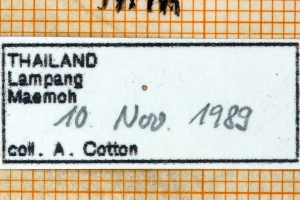 THAILAND
Lampang
Maemoh
10. Nov. 1989
coll. A. Cotton